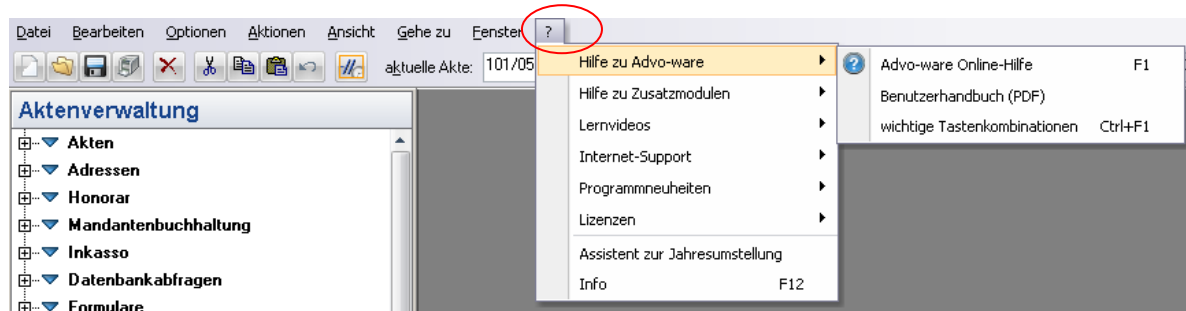 Datei Bearbeiten Optionen Aktionen Ansicht Gehe zu Fenster ?
aktuelle Akte: 101/05
Aktenverwaltung
Akten
Adressen
Honorar
Mandantenbuchhaltung
Inkasso
Datenbankabfragen
Formulare
Hilfe zu Advo-ware
Hilfe zu Zusatzmodulen
Lernvideos
Internet-Support
Programmneuheiten
Lizenzen
Assistent zur Jahresumstellung
Info F12
Advo-ware Online-Hilfe F1
Benutzerhandbuch (PDF)
wichtige Tastenkombinationen Ctrl+F1